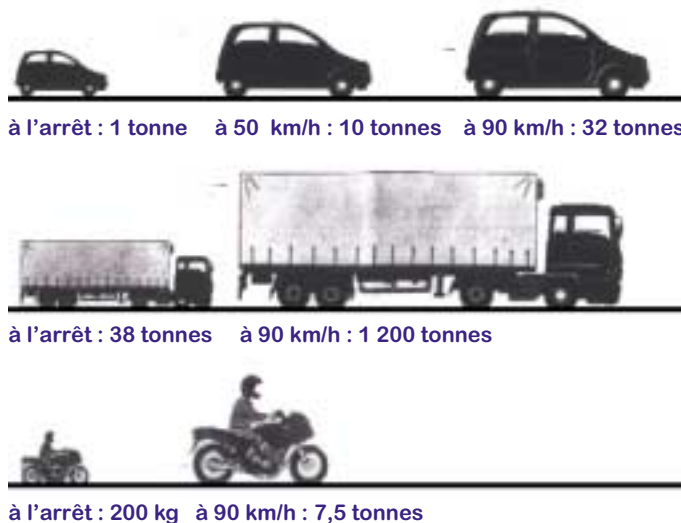 à l’arrêt : 1 tonne à 50 km/h : 10 tonnes à 90 km/h : 32 tonnes
à l’arrêt : 38 tonnes à 90 km/h : 1 200 tonnes
à l’arrêt : 200 kg à 90 km/h : 7,5 tonnes